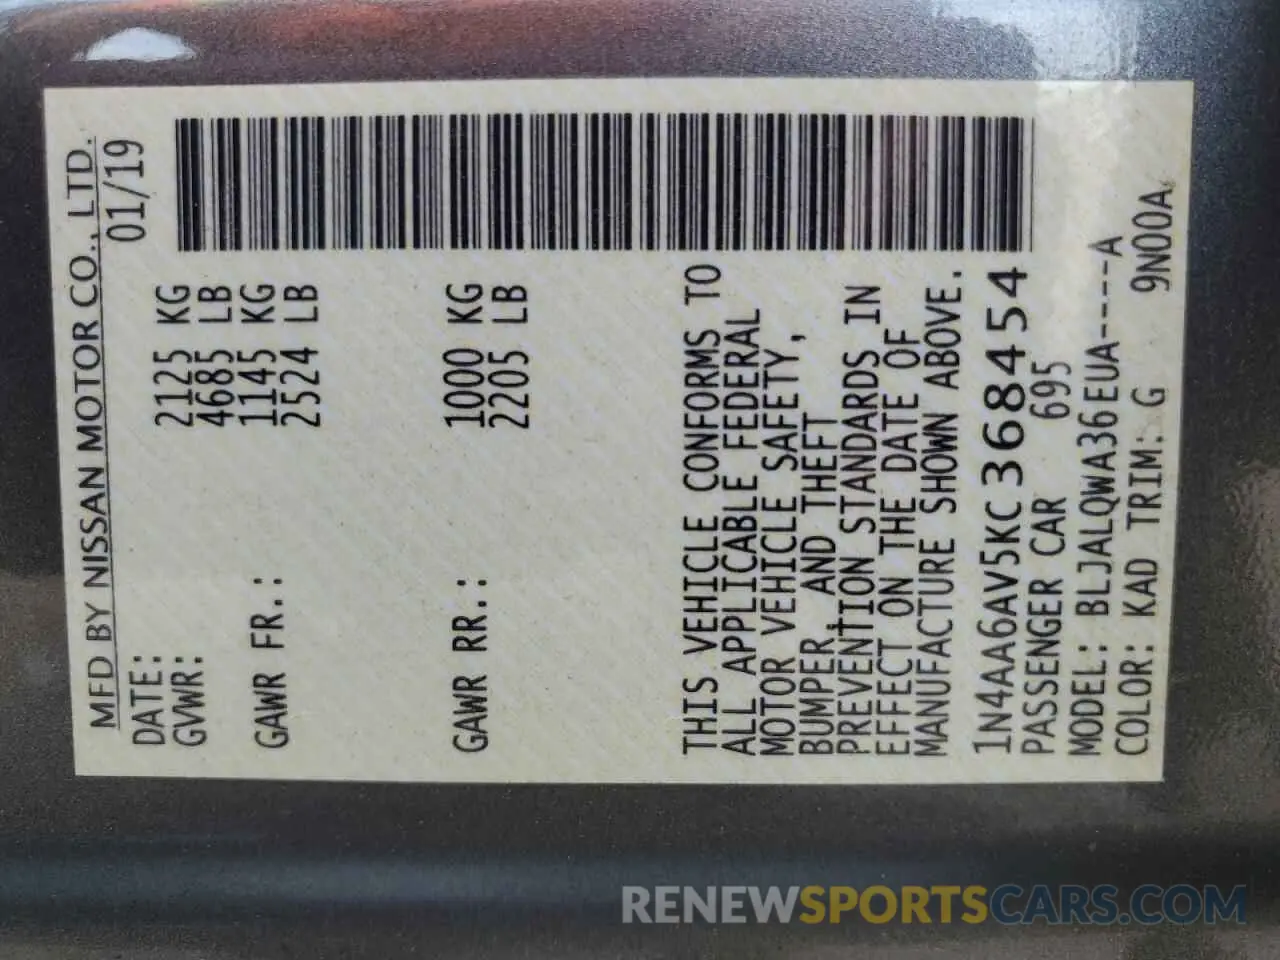 MFD BY NISSAN MOTOR CO., LTD.
DATE: 01/19
GVWR: 2125 KG
4685 LB
GAWR FR.: 1145 KG
2524 LB
GAWR RR.: 1000 KG
2205 LB
THIS VEHICLE CONFORMS TO
ALL APPLICABLE FEDERAL
MOTOR VEHICLE SAFETY,
BUMPER, AND THEFT
PREVENTION STANDARDS IN
EFFECT ON THE DATE OF
MANUFACTURE SHOWN ABOVE.
1N4AA6AV5KC368454
PASSENGER CAR 695
MODEL: BLJALQWA36EUA----A
COLOR: KAD TRIM: G 9N00A
RENEWSPORTSCARS.COM